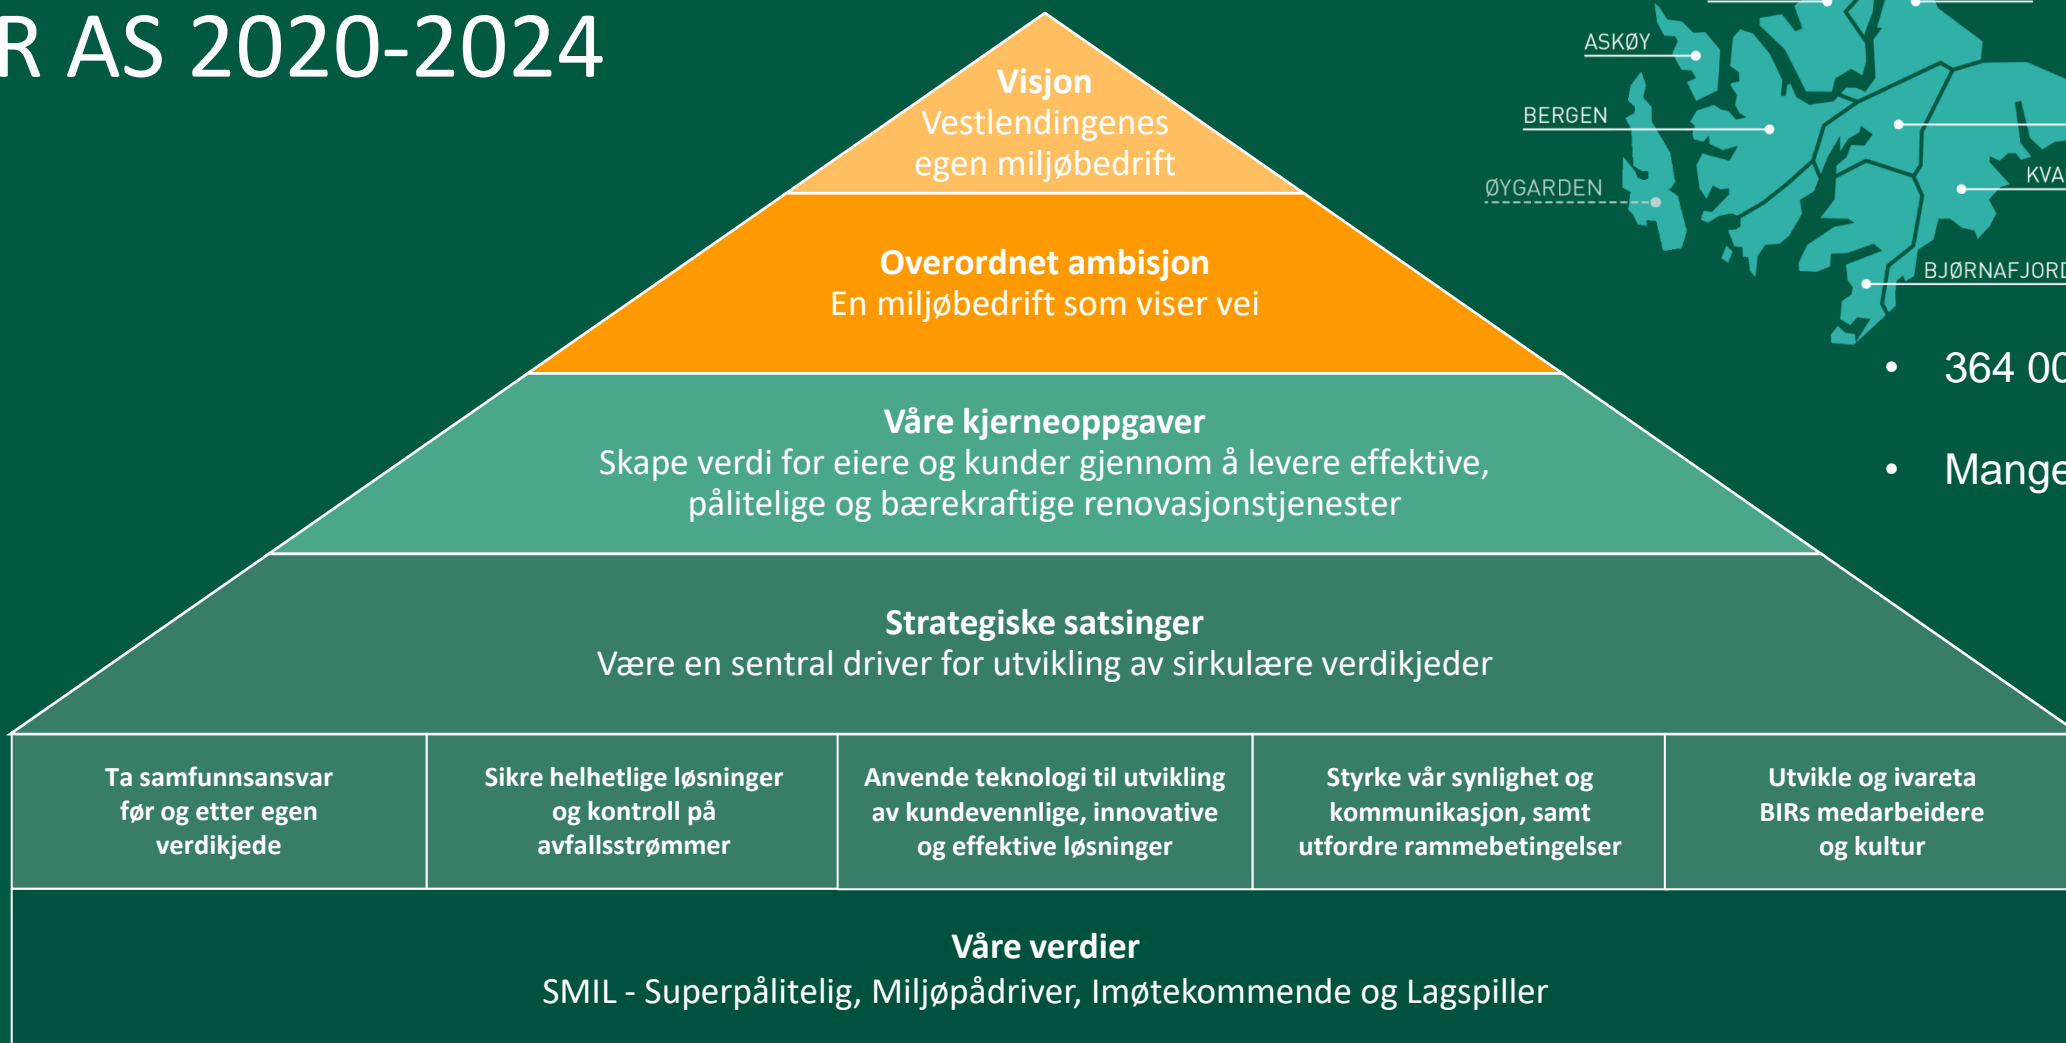 R AS 2020-2024
Visjon
Vestlendingenes
egen miljøbedrift
Overordnet ambisjon
En miljøbedrift som viser vei
Våre kjerneoppgaver
Skape verdi for eiere og kunder gjennom å levere effektive,
pålitelige og bærekraftige renovasjonstjenester
Strategiske satsinger
Være en sentral driver for utvikling av sirkulære verdikjeder
Ta samfunnsansvar
før og etter egen
verdikjede
Sikre helhetlige løsninger
og kontroll på
avfallsstrømmer
Anvende teknologi til utvikling
av kundevennlige, innovative
og effektive løsninger
Styrke vår synlighet og
kommunikasjon, samt
utfordre rammebetingelser
Utvikle og ivareta
BIRs medarbeidere
og kultur
Våre verdier
SMIL - Superpålitelig, Miljøpådriver, Imøtekommende og Lagspiller
ASKØY
BERGEN
ØYGARDEN
KVA
BJØRNAFJORD
• 364 00
• Mange